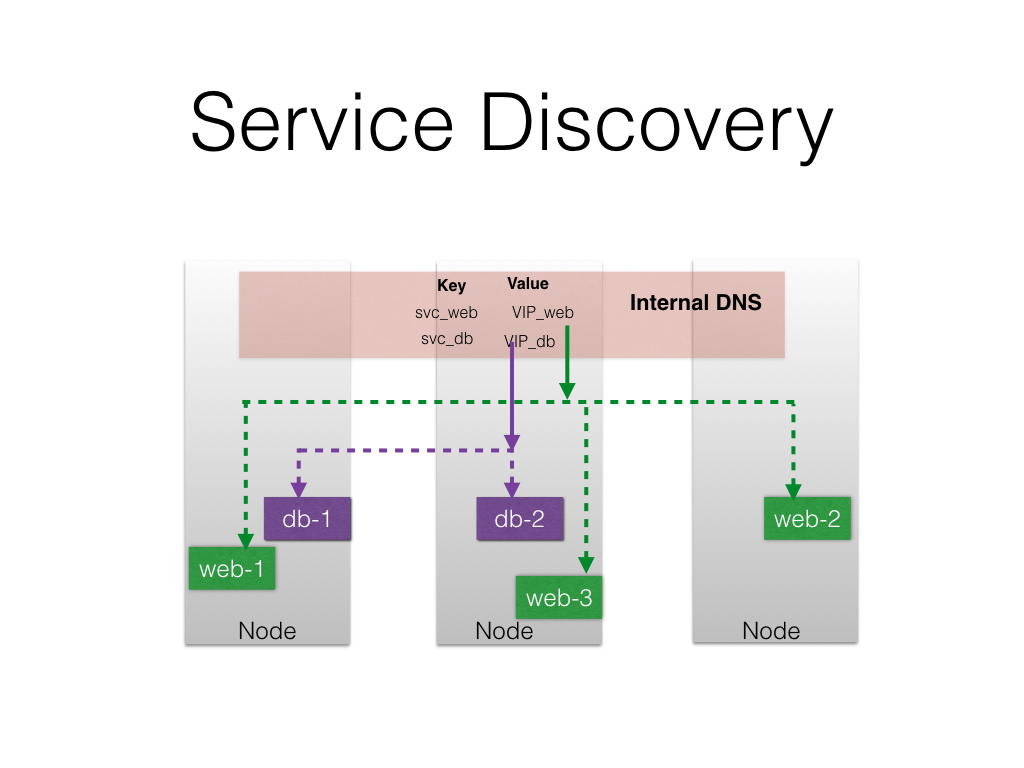 Service Discovery
Key Value
Internal DNS
svc_web VIP_web
svc_db VIP_db
db-1 db-2 web-2
web-1
web-3
Node Node Node